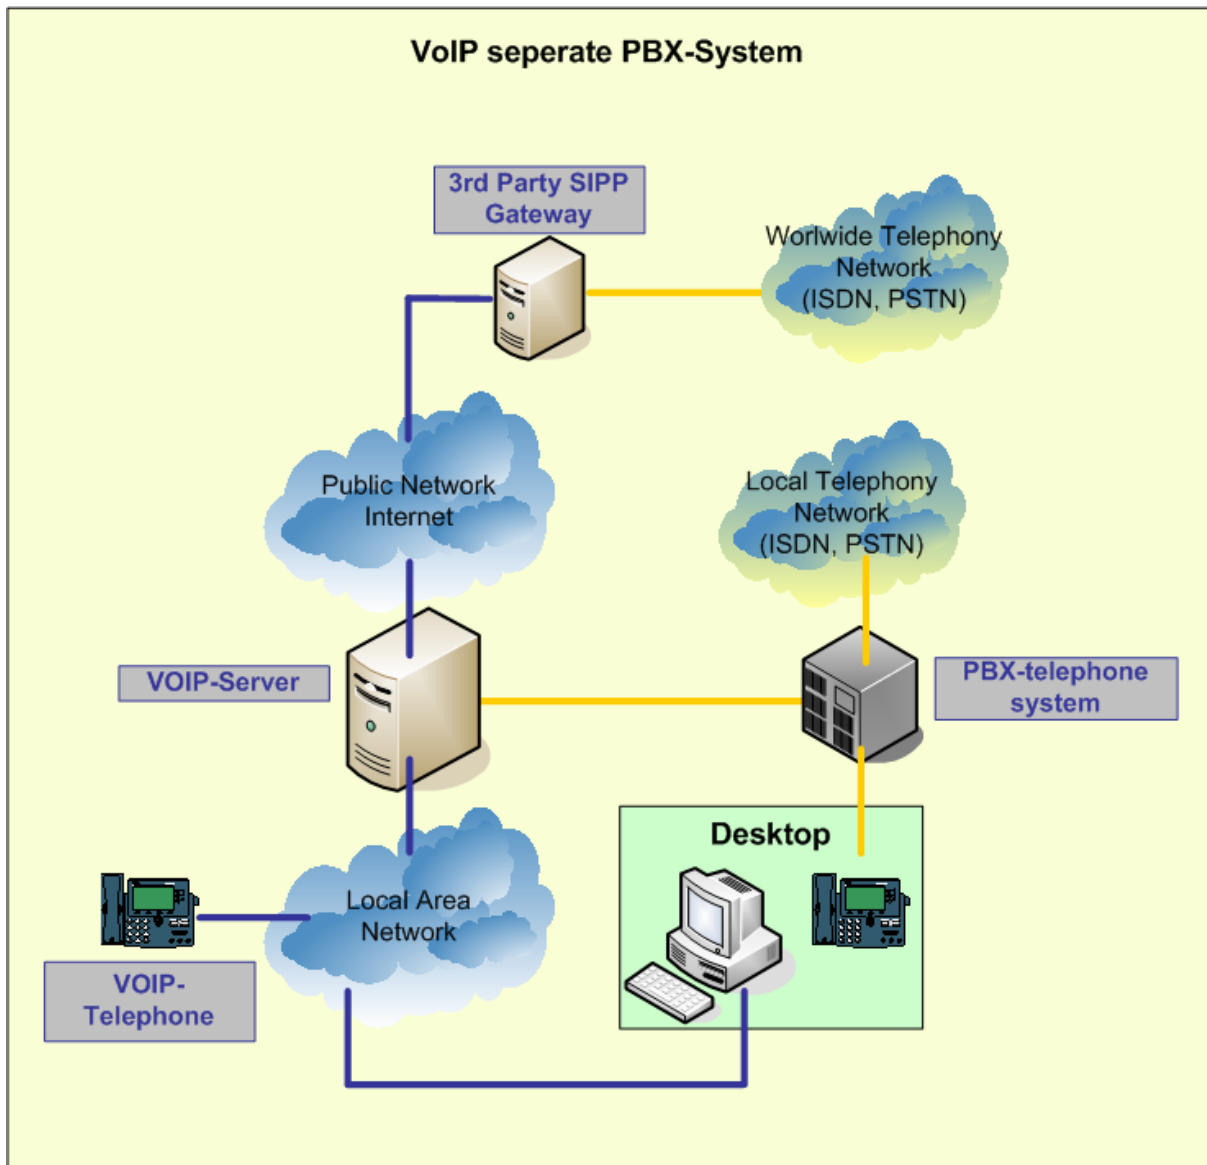 VoIP seperate PBX-System
3rd Party SIPP
Gateway
Worlwide Telephony
Network
(ISDN, PSTN)
Public Network
Internet
Local Telephony
Network
(ISDN, PSTN)
VOIP-Server
PBX-telephone
system
Desktop
Local Area
Network
VOIP-
Telephone